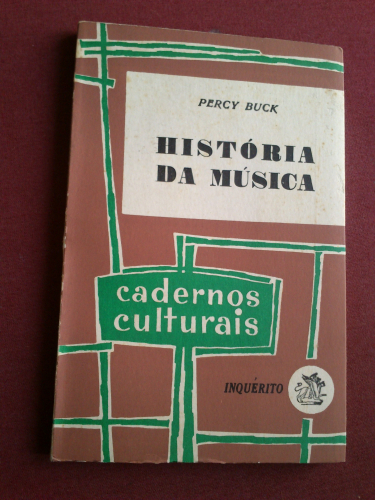 PERCY BUCK
HISTÓRIA
DA MÚSICA
cadernos
culturais
INQUÉRITO